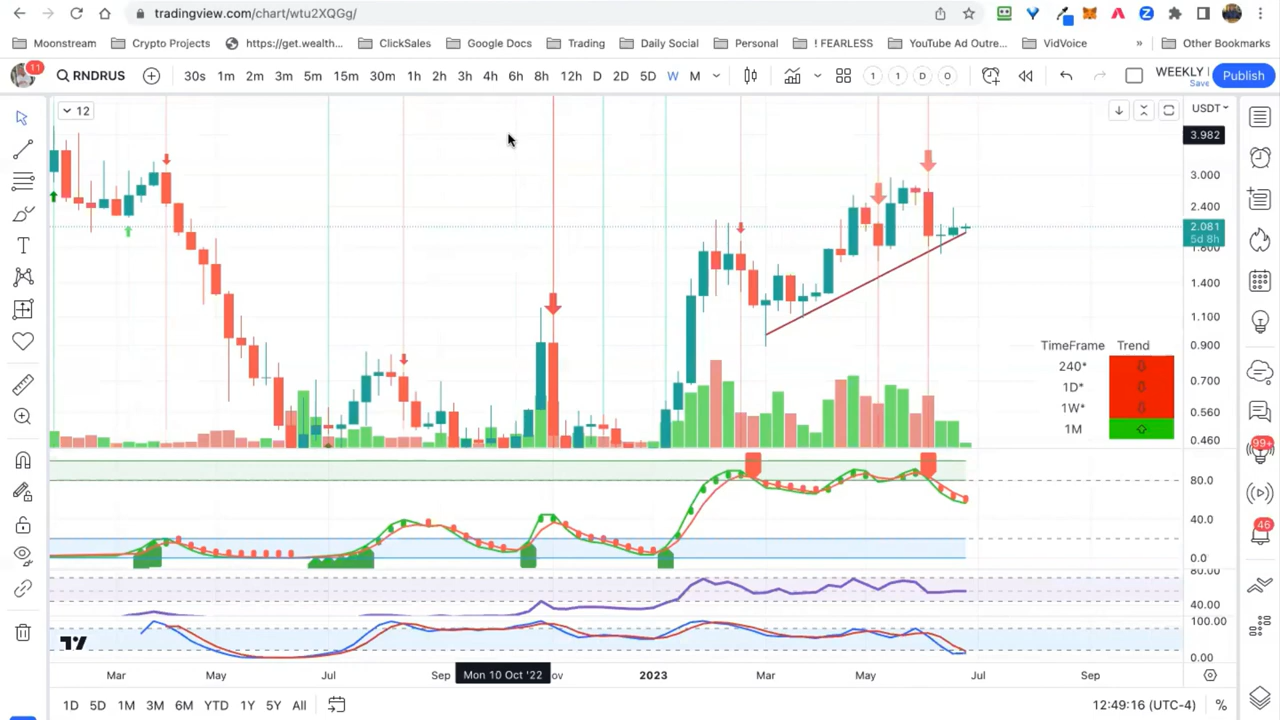 tradingview.com/chart/wtu2XQGg/
Moonstream Crypto Projects https://get.wealth... ClickSales Google Docs Trading Daily Social Personal ! FEARLESS YouTube Ad Outre... VidVoice » Other Bookmarks
11 RNDRUS 30s 1m 2m 3m 5m 15m 30m 1h 2h 3h 4h 6h 8h 12h D 2D 5D W M 1 1 D O WEEKLY Save Publish
12
USDT
3.982
3.000
2.400
2.081
5d 8h
1.400
1.100
0.900
0.700
0.560
0.460
TimeFrame Trend
240*
1D*
1W*
1M
80.0
40.0
0.0
80.00
40.00
100.00
0.00
99+
46
Mar May Jul Sep Mon 10 Oct '22 ov 2023 Mar May Jul Sep
1D 5D 1M 3M 6M YTD 1Y 5Y All 12:49:16 (UTC-4) %